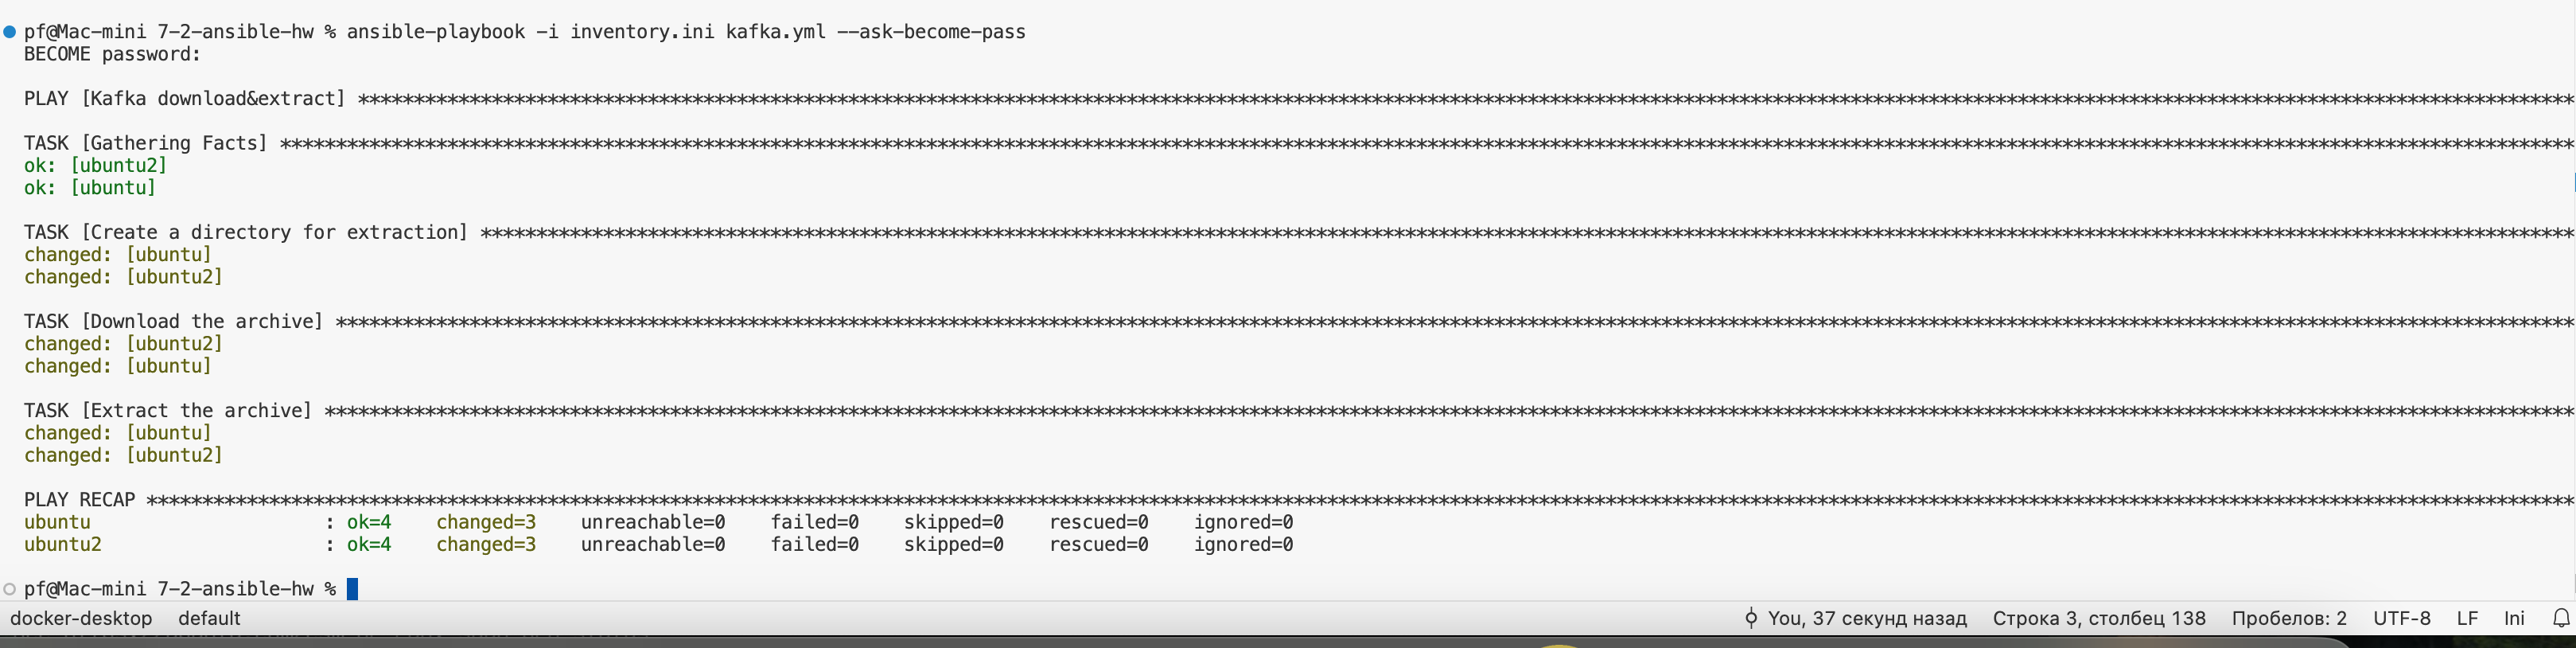 pf@Mac-mini 7-2-ansible-hw % ansible-playbook -i inventory.ini kafka.yml --ask-become-pass
BECOME password:
PLAY [Kafka download&extract] ****************************************************************************************************************************************************************************************************
TASK [Gathering Facts] ***********************************************************************************************************************************************************************************************************
ok: [ubuntu2]
ok: [ubuntu]
TASK [Create a directory for extraction] *****************************************************************************************************************************************************************************************
changed: [ubuntu]
changed: [ubuntu2]
TASK [Download the archive] ******************************************************************************************************************************************************************************************************
changed: [ubuntu2]
changed: [ubuntu]
TASK [Extract the archive] *******************************************************************************************************************************************************************************************************
changed: [ubuntu]
changed: [ubuntu2]
PLAY RECAP ***********************************************************************************************************************************************************************************************************************
ubuntu                     : ok=4    changed=3    unreachable=0    failed=0    skipped=0    rescued=0    ignored=0
ubuntu2                    : ok=4    changed=3    unreachable=0    failed=0    skipped=0    rescued=0    ignored=0
pf@Mac-mini 7-2-ansible-hw %
docker-desktop default You, 37 секунд назад Строка 3, столбец 138 Пробелов: 2 UTF-8 LF Ini